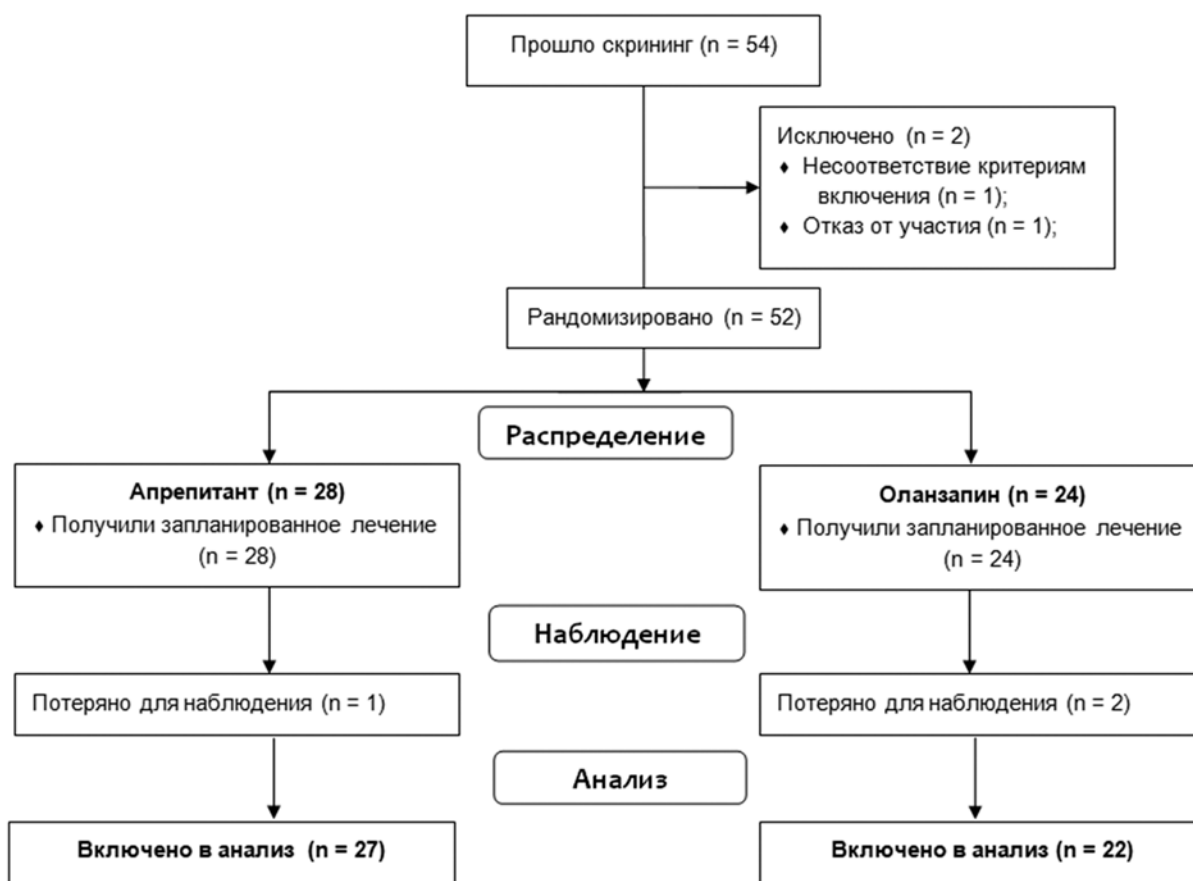 Прошло скрининг (n = 54)
Исключено (n = 2)
♦ Несоответствие критериям
включения (n = 1);
♦ Отказ от участия (n = 1);
Рандомизировано (n = 52)
Распределение
Апрепитант (n = 28)
♦ Получили запланированное лечение
(n = 28)
Оланзапин (n = 24)
♦ Получили запланированное лечение
(n = 24)
Наблюдение
Потеряно для наблюдения (n = 1)
Потеряно для наблюдения (n = 2)
Анализ
Включено в анализ (n = 27)
Включено в анализ (n = 22)